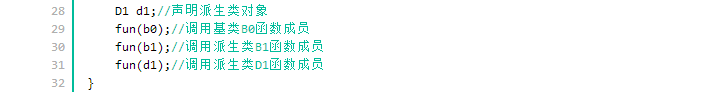 28 D1 d1;//声明派生类对象
29 fun(b0);//调用基类B0函数成员
30 fun(b1);//调用派生类B1函数成员
31 fun(d1);//调用派生类D1函数成员
32 }